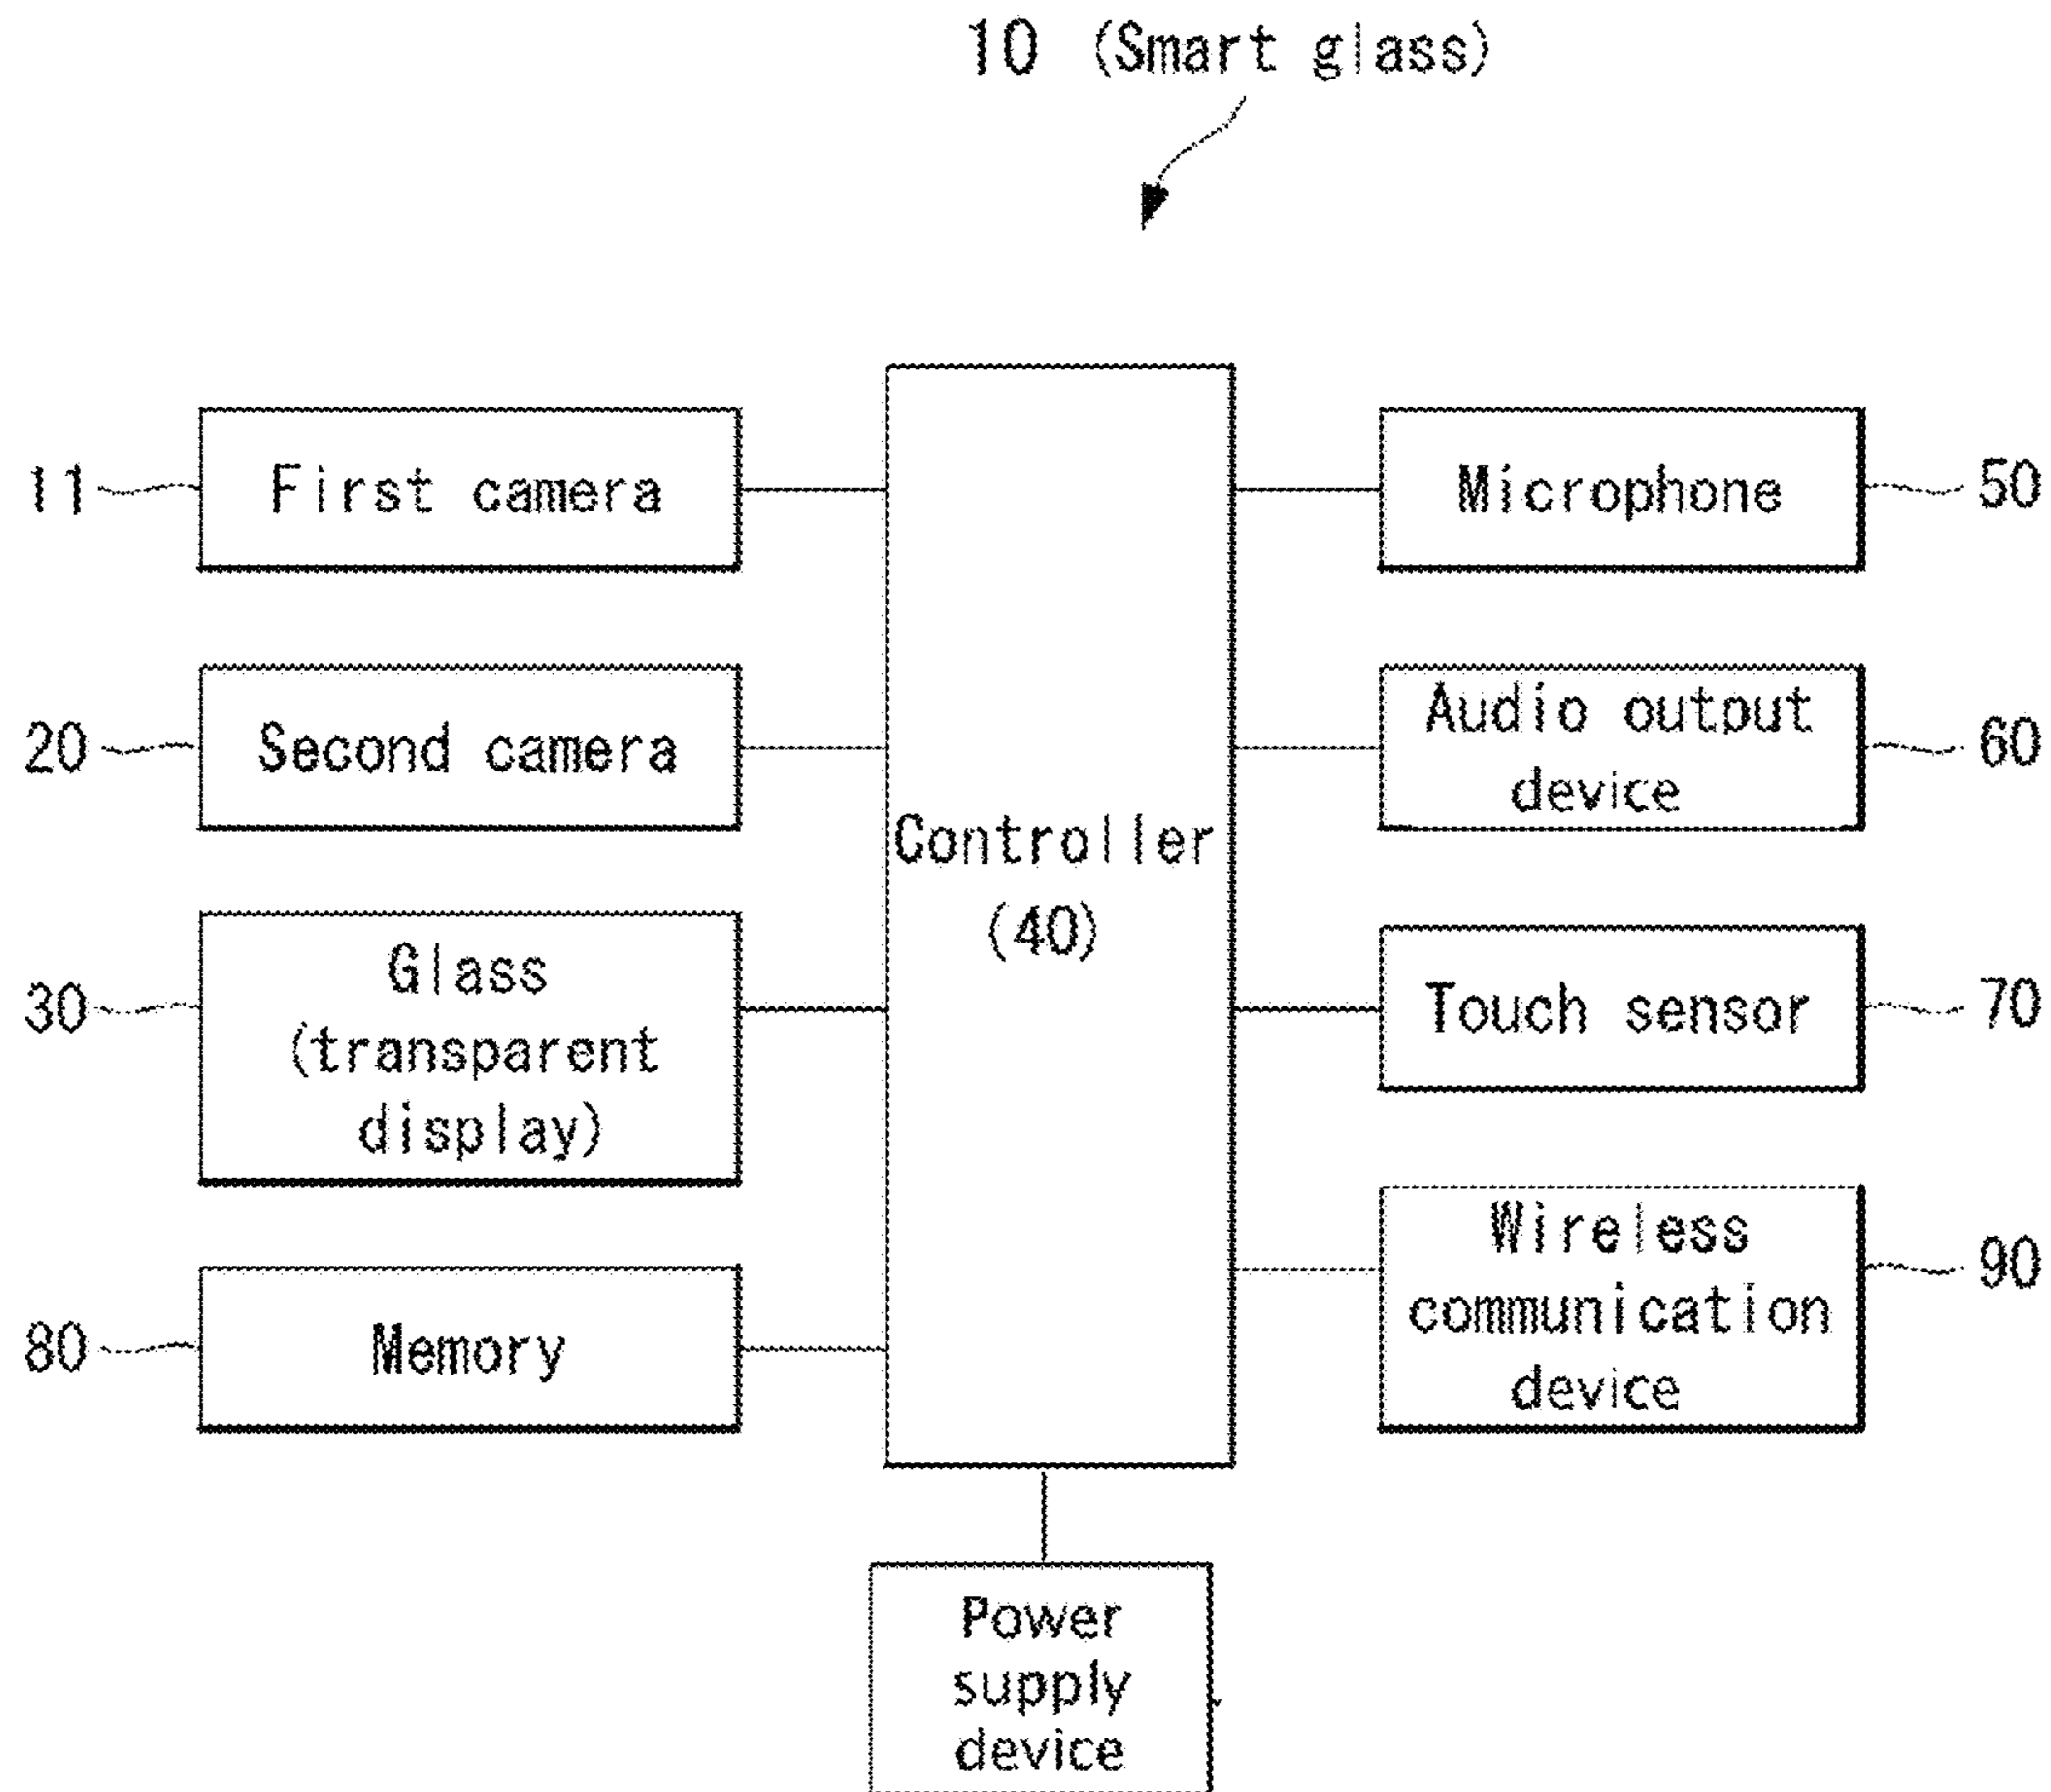 10 (Smart glass)
11
First camera
Microphone
50
20
Second camera
Audio output
device
60
Controller
(40)
30
Glass
(transparent
display)
Touch sensor
70
80
Memory
Wireless
communication
device
90
Power
supply
device